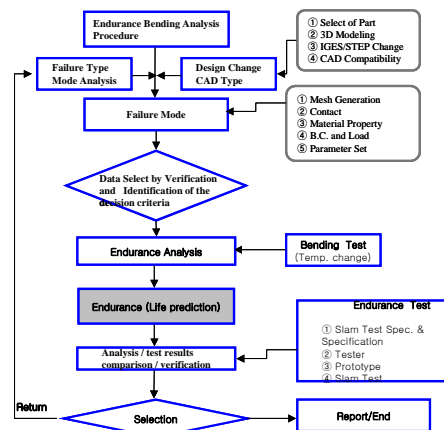 Endurance Bending Analysis
Procedure
① Select of Part
② 3D Modeling
③ IGES/STEP Change
④ CAD Compatibility
Failure Type
Mode Analysis
Design Change
CAD Type
Failure Mode
① Mesh Generation
② Contact
③ Material Property
④ B.C. and Load
⑤ Parameter Set
Data Select by Verification
and Identification of the
decision criteria
Endurance Analysis
Bending Test
(Temp. change)
Endurance (Life prediction)
Endurance Test
① Slam Test Spec. &
Specification
② Tester
③ Prototype
④ Slam Test
Analysis / test results
comparison / verification
Return
Selection
Report/End